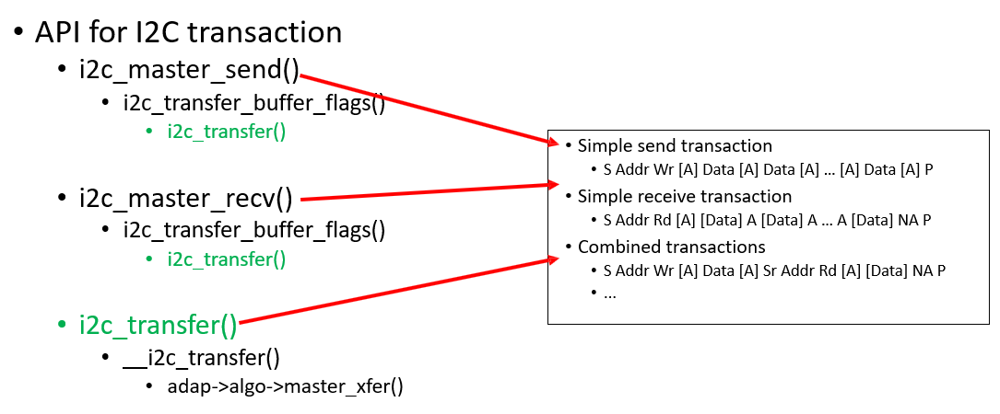 • API for I2C transaction
• i2c_master_send()
• i2c_transfer_buffer_flags()
• i2c_transfer()
• i2c_master_recv()
• i2c_transfer_buffer_flags()
• i2c_transfer()
• i2c_transfer()
• __i2c_transfer()
• adap->algo->master_xfer()
• Simple send transaction
• S Addr Wr [A] Data [A] Data [A] ... [A] Data [A] P
• Simple receive transaction
• S Addr Rd [A] [Data] A [Data] A ... A [Data] NA P
• Combined transactions
• S Addr Wr [A] Data [A] Sr Addr Rd [A] [Data] NA P
• ...